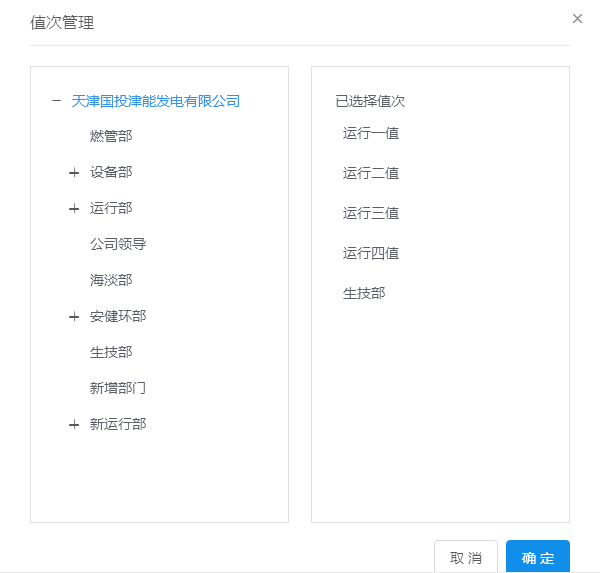 值次管理
天津国投津能发电有限公司
燃管部
设备部
运行部
公司领导
海淡部
安健环部
生技部
新增部门
新运行部
已选择值次
运行一值
运行二值
运行三值
运行四值
生技部
取 消
确 定